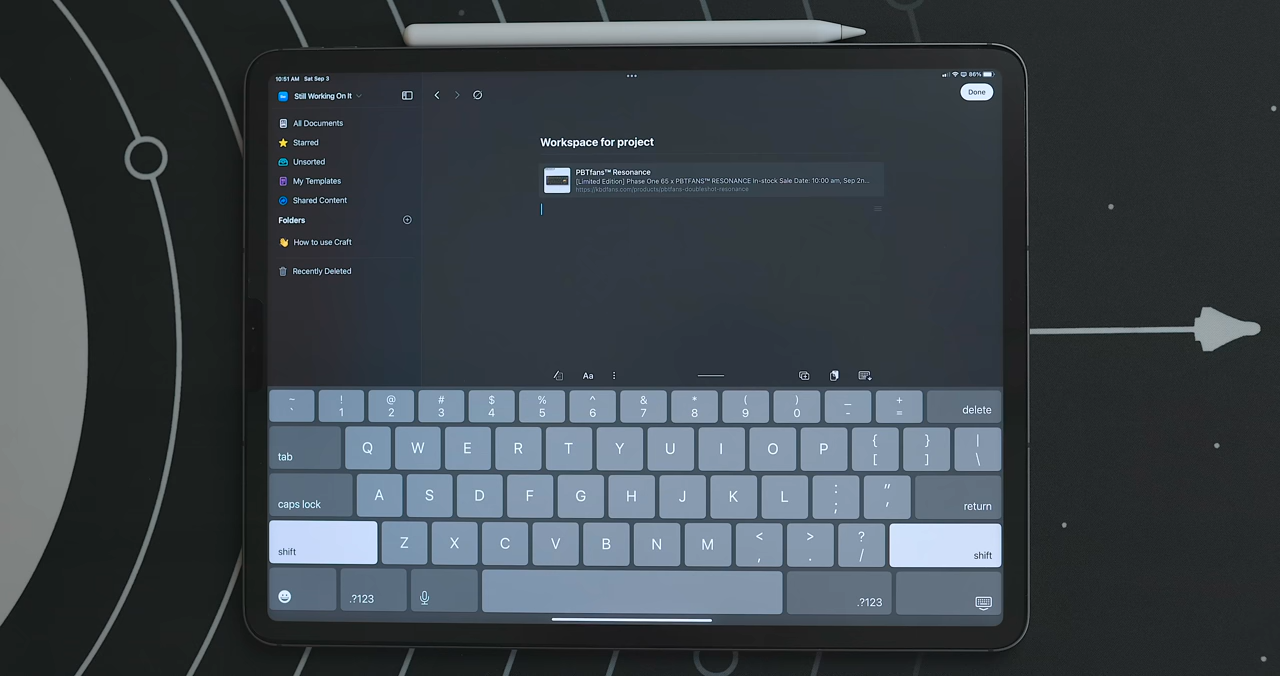 10:51 AM Sat Sep 3
86%
Still Working On It
Done
All Documents
Starred
Unsorted
My Templates
Shared Content
Folders
How to use Craft
Recently Deleted
Workspace for project
PBTfans™ Resonance
[Limited Edition] Phase One 65 x PBTFANS™ RESONANCE In-stock Sale Date: 10:00 am, Sep 2n...
https://kbdfans.com/products/pbtfans-doubleshot-resonance
Aa
~ ! @ # $ % ^ & * ( ) _ +
` 1 2 3 4 5 6 7 8 9 0 - = delete
tab Q W E R T Y U I O P { [ } ] | \
caps lock A S D F G H J K L : ; " ' return
shift Z X C V B N M < , > . ? / shift
.?123 .?123